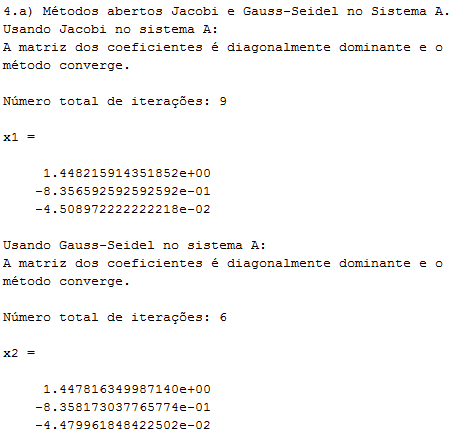 4.a) Métodos abertos Jacobi e Gauss-Seidel no Sistema A.
Usando Jacobi no sistema A:
A matriz dos coeficientes é diagonalmente dominante e o
método converge.
Número total de iterações: 9
x1 =
1.448215914351852e+00
-8.356592592592592e-01
-4.508972222222218e-02
Usando Gauss-Seidel no sistema A:
A matriz dos coeficientes é diagonalmente dominante e o
método converge.
Número total de iterações: 6
x2 =
1.447816349987140e+00
-8.358173037765774e-01
-4.479961848422502e-02